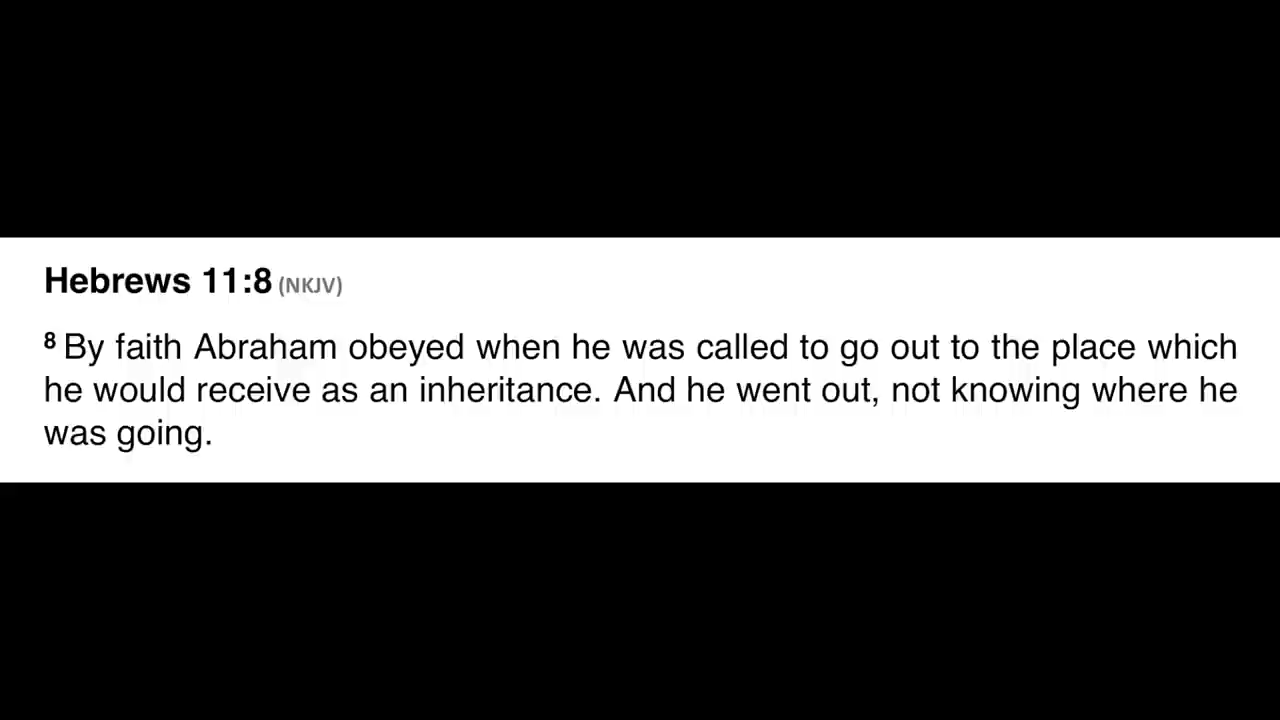 Hebrews 11:8 (NKJV)
8 By faith Abraham obeyed when he was called to go out to the place which
he would receive as an inheritance. And he went out, not knowing where he
was going.